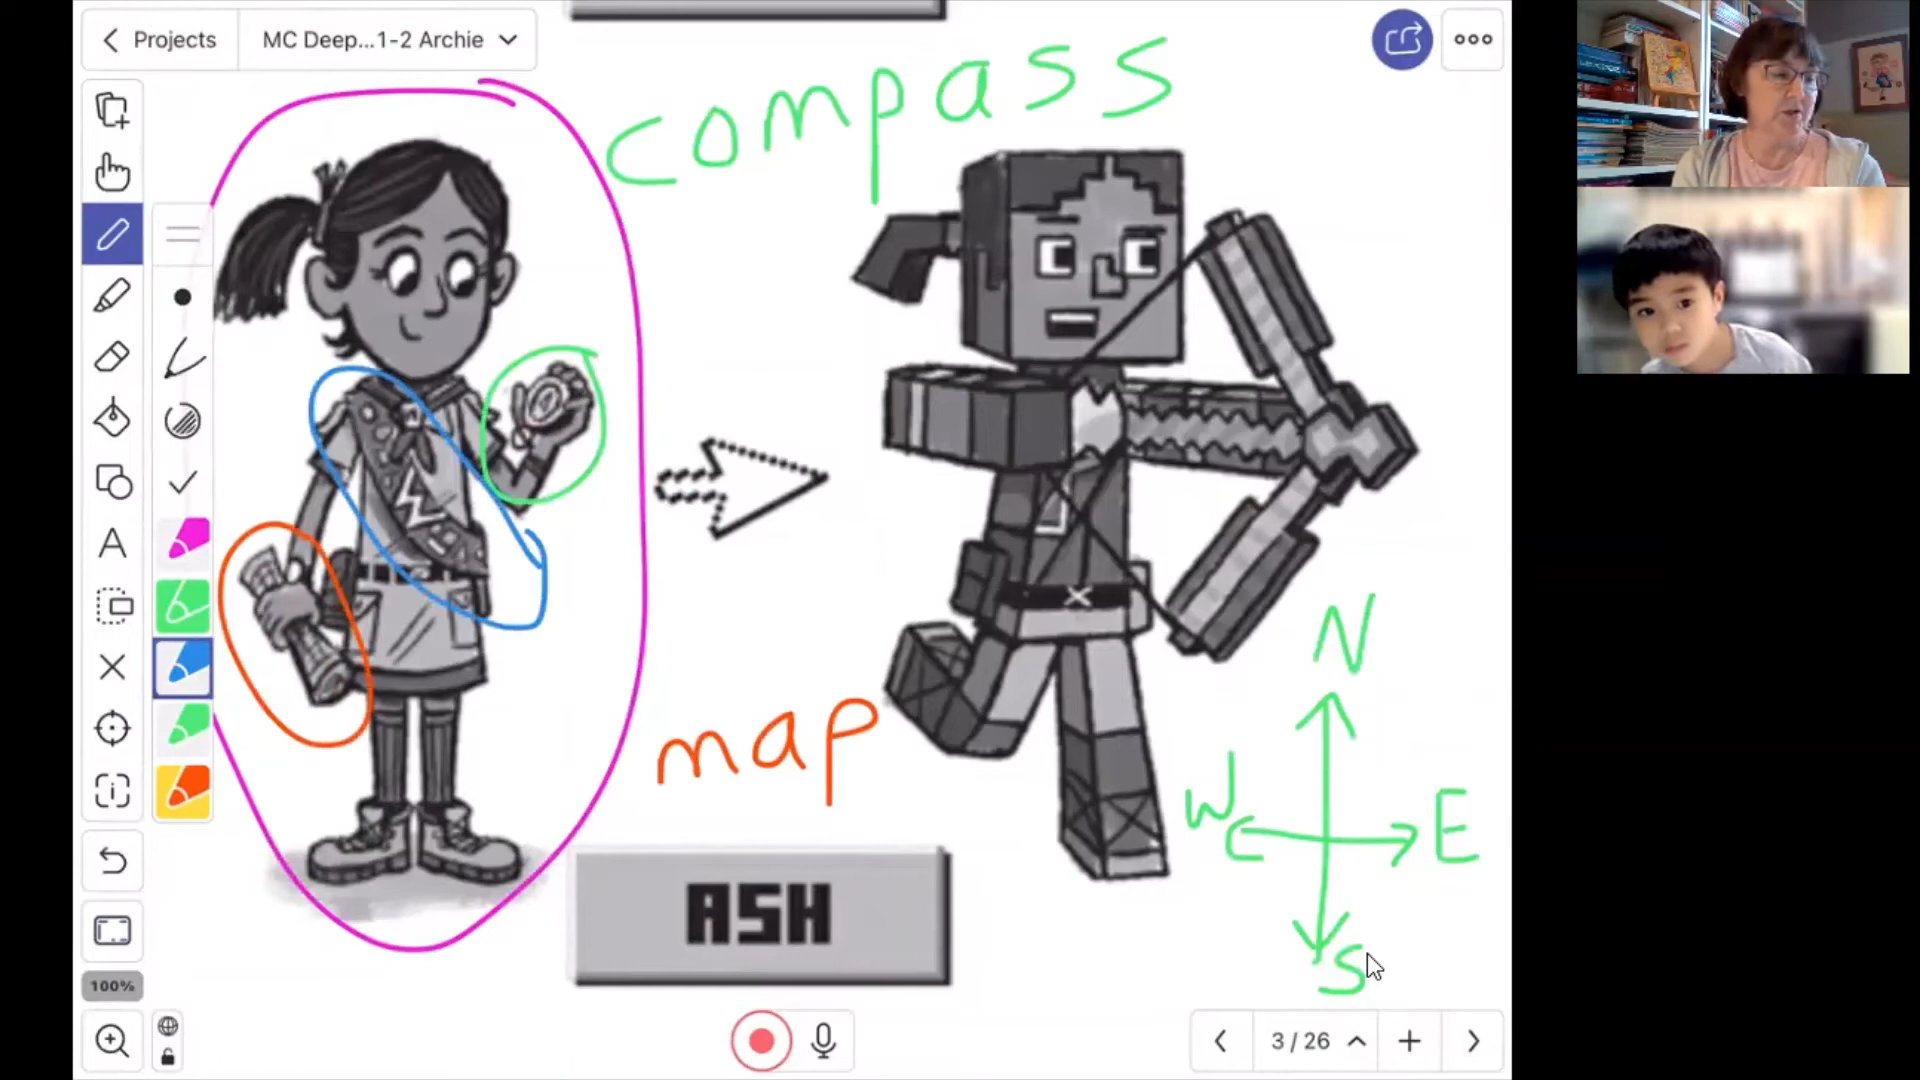 Projects
MC Deep...1-2 Archie
compass
map
N
W
E
S
ASH
A
100%
3 / 26